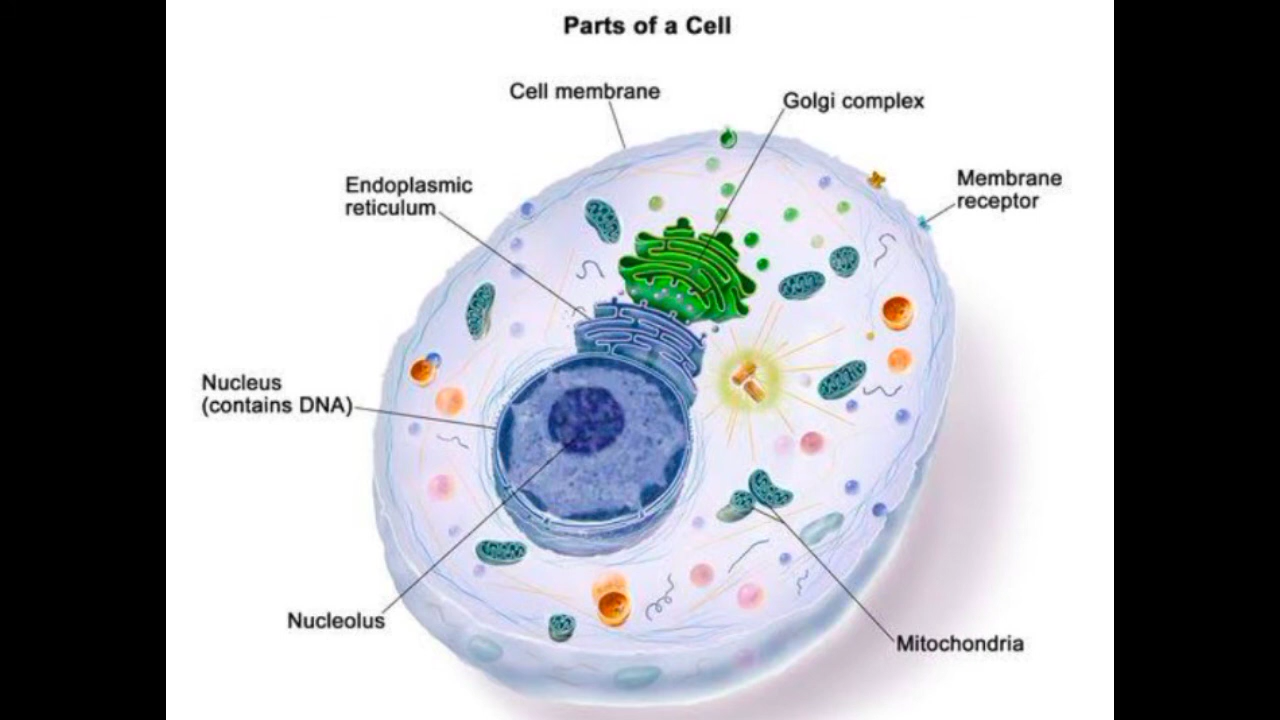 Parts of a Cell
Cell membrane
Golgi complex
Endoplasmic
reticulum
Membrane
receptor
Nucleus
(contains DNA)
Nucleolus
Mitochondria